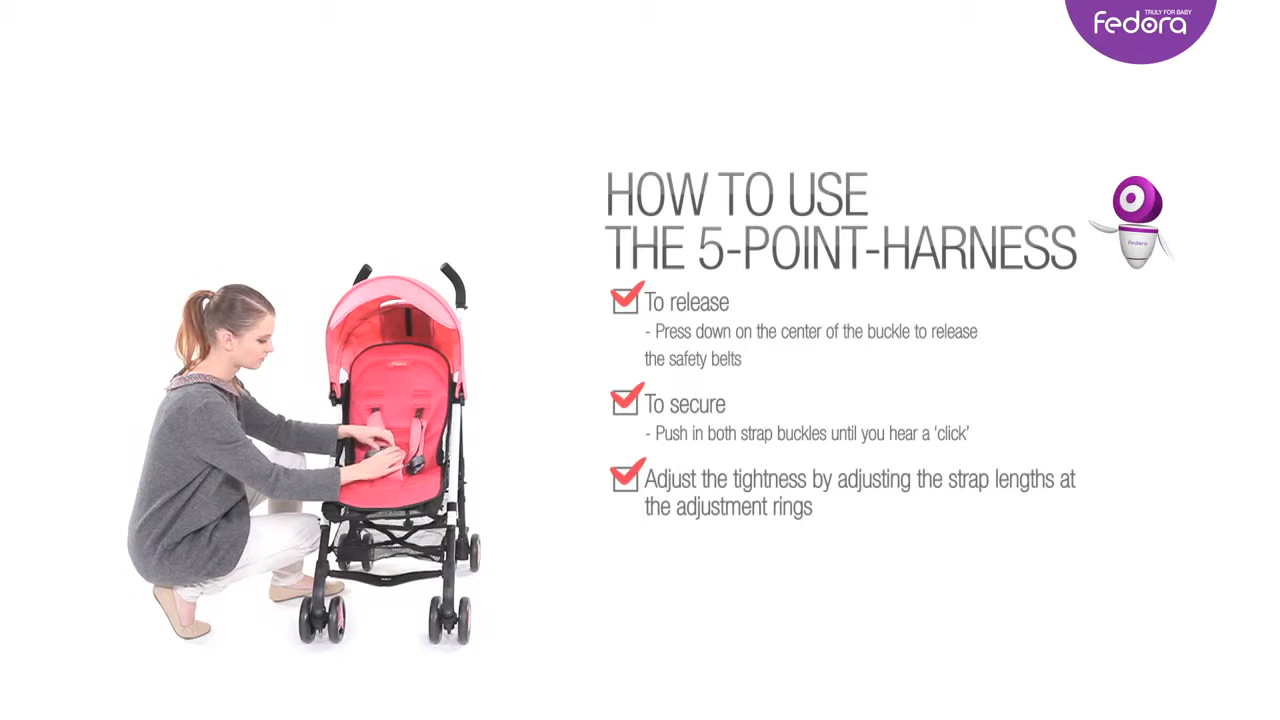 TRULY FOR BABY
fedora
HOW TO USE
THE 5-POINT-HARNESS
fedora
To release
- Press down on the center of the buckle to release
the safety belts
To secure
- Push in both strap buckles until you hear a ‘click’
Adjust the tightness by adjusting the strap lengths at
the adjustment rings